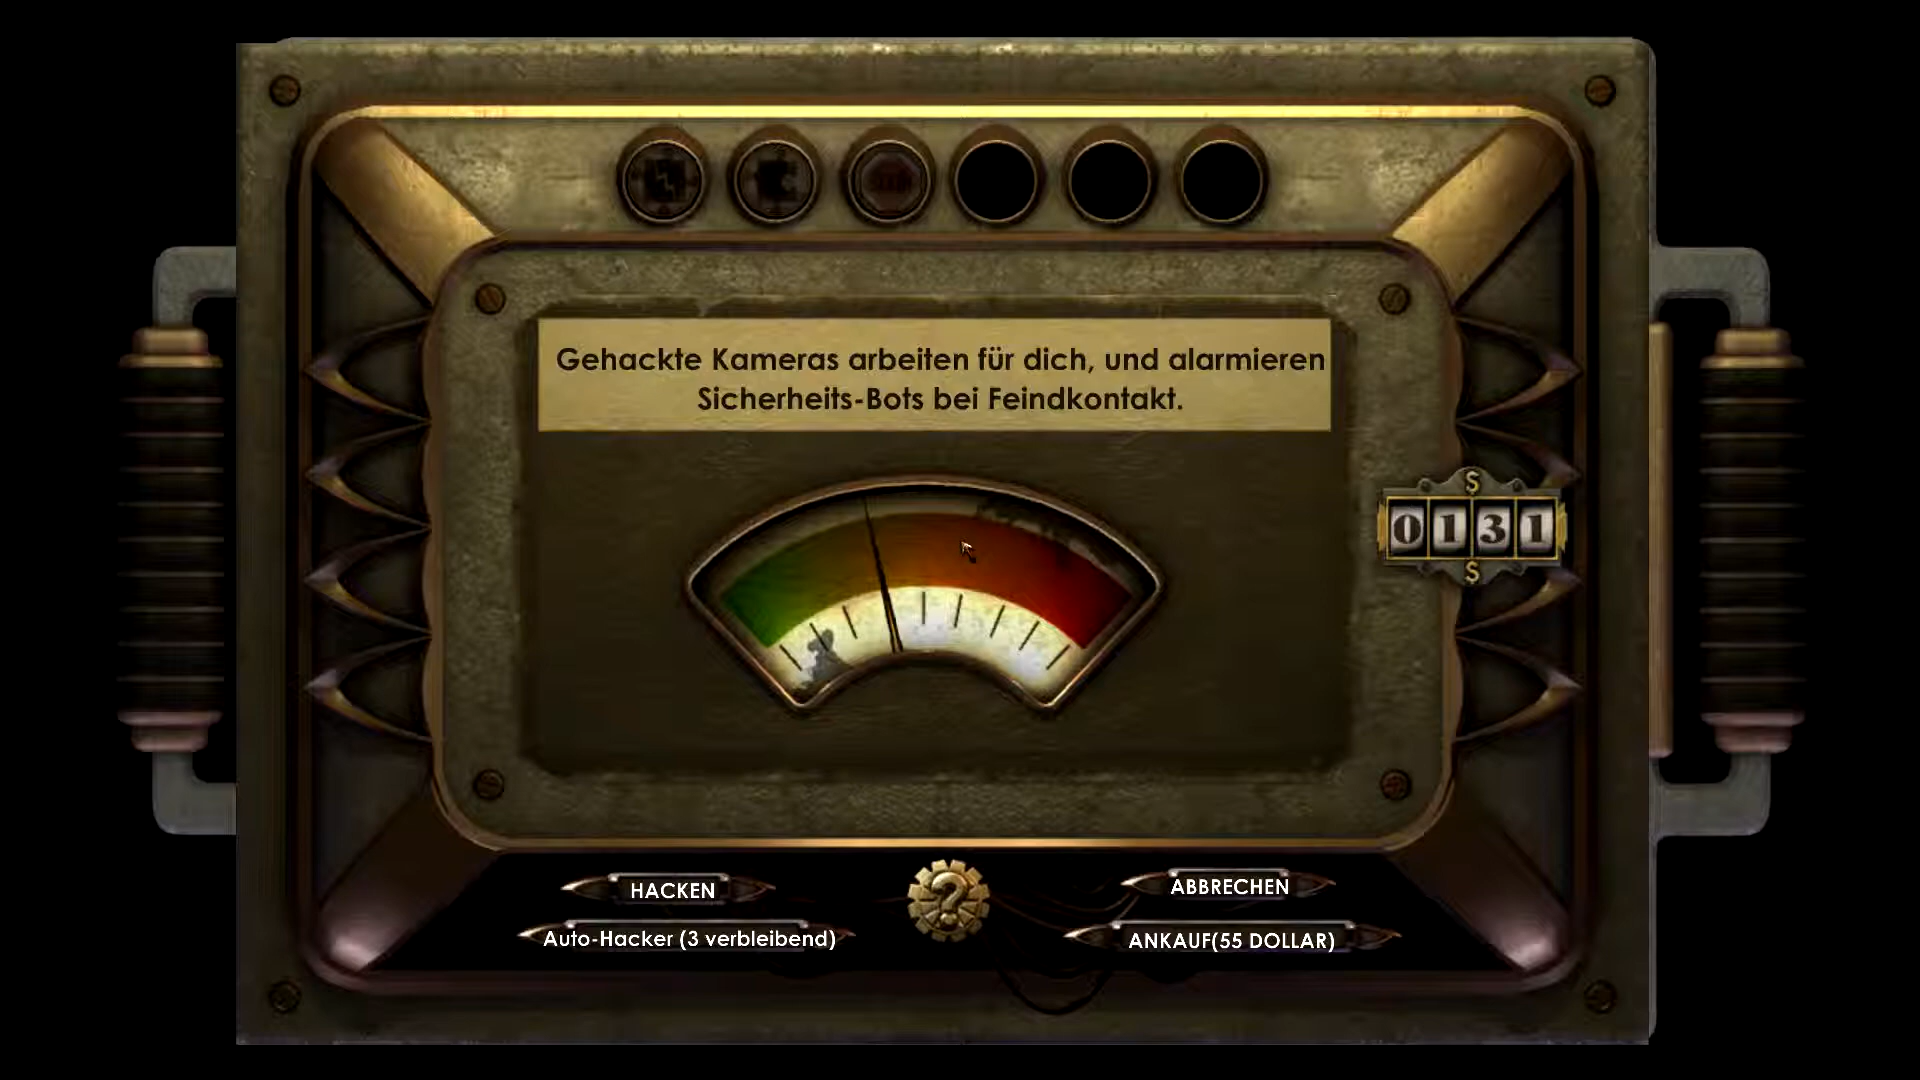 Gehackte Kameras arbeiten für dich, und alarmieren
Sicherheits-Bots bei Feindkontakt.
$
0131
$
HACKEN
?
ABBRECHEN
Auto-Hacker (3 verbleibend)
ANKAUF(55 DOLLAR)